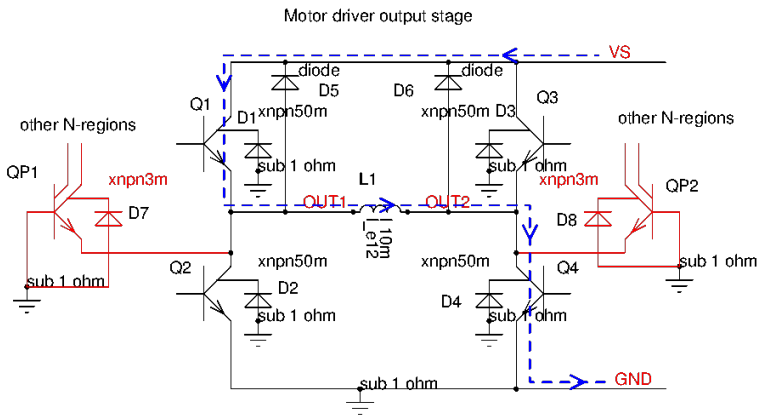 Motor driver output stage
VS
diode
diode
D5
D6
Q1
Q3
D1
xnpn50m
xnpn50m
D3
other N-regions
other N-regions
sub 1 ohm
sub 1 ohm
QP1
xnpn3m
L1
xnpn3m
QP2
OUT1
OUT2
D7
D8
10m
l_e12
Q2
xnpn50m
xnpn50m
Q4
sub 1 ohm
sub 1 ohm
D2
D4
sub 1 ohm
sub 1 ohm
GND
sub 1 ohm